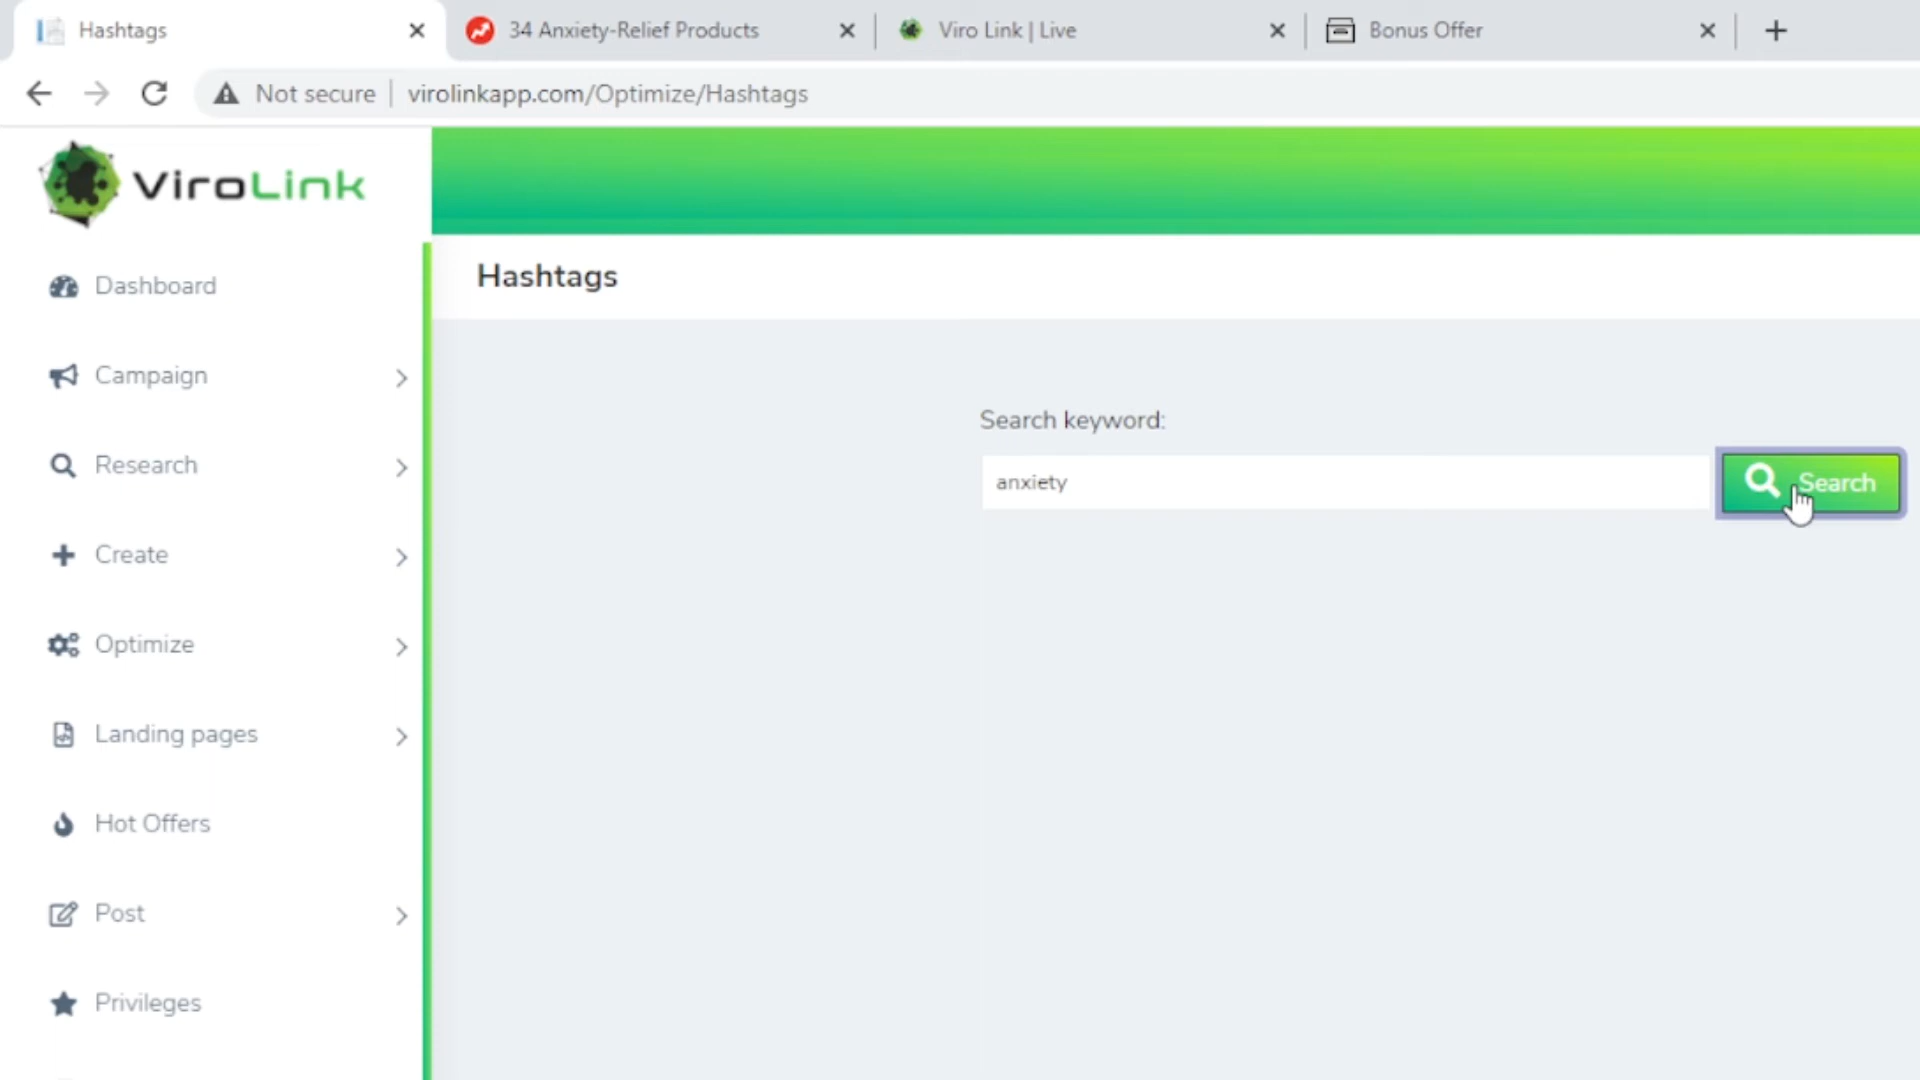 Hashtags
34 Anxiety-Relief Products
Viro Link | Live
Bonus Offer
Not secure
virolinkapp.com/Optimize/Hashtags
ViroLink
Dashboard
Campaign
Research
Create
Optimize
Landing pages
Hot Offers
Post
Privileges
Hashtags
Search keyword:
anxiety
Search